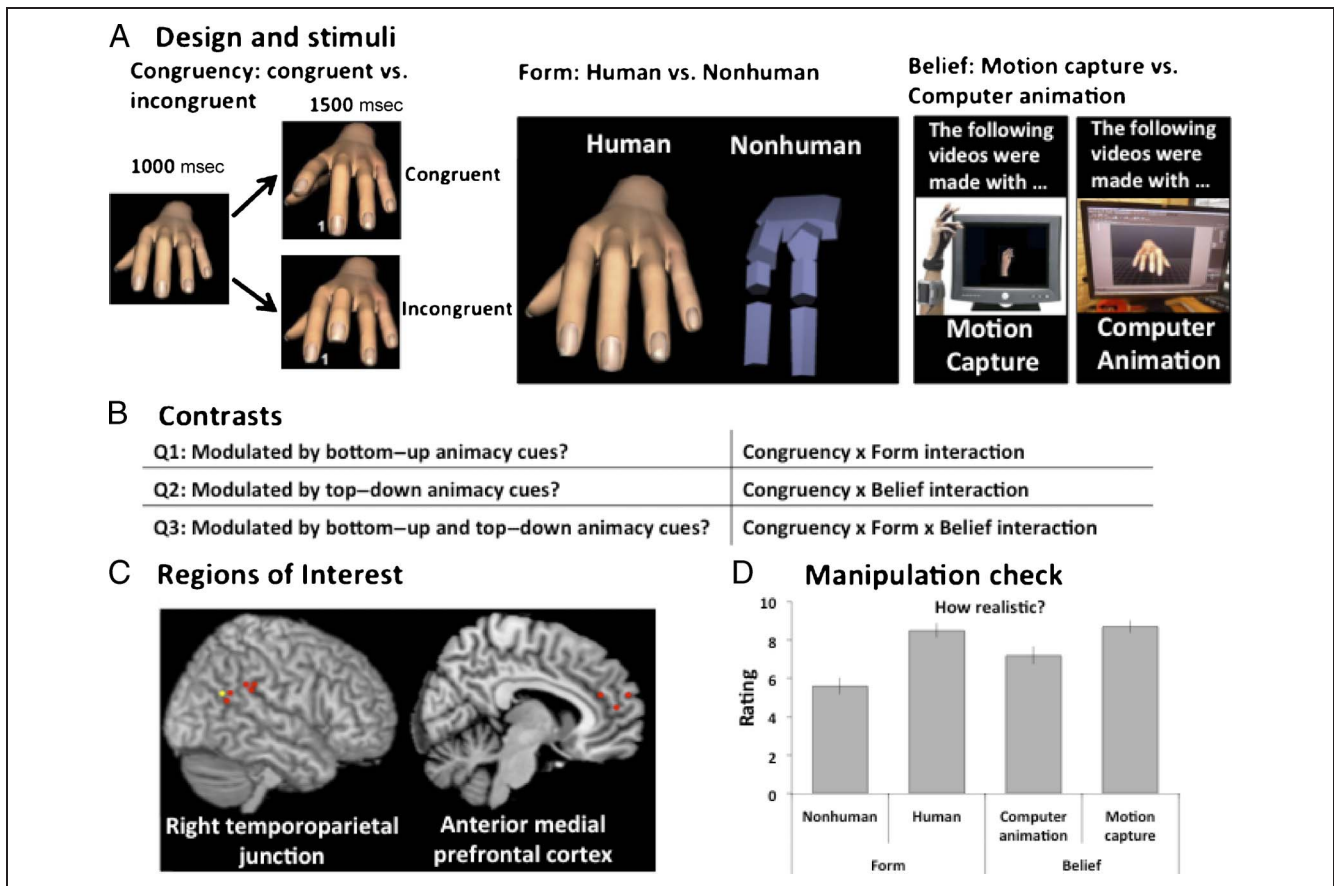 A Design and stimuli
Congruency: congruent vs.
incongruent
1500 msec
1000 msec
1
Congruent
1
Incongruent
Form: Human vs. Nonhuman
Human
Nonhuman
Belief: Motion capture vs.
Computer animation
The following
videos were
made with ...
Motion
Capture
The following
videos were
made with ...
Computer
Animation
B Contrasts
Q1: Modulated by bottom–up animacy cues? Congruency x Form interaction
Q2: Modulated by top–down animacy cues? Congruency x Belief interaction
Q3: Modulated by bottom–up and top–down animacy cues? Congruency x Form x Belief interaction
C Regions of Interest
Right temporoparietal
junction
Anterior medial
prefrontal cortex
D Manipulation check
How realistic?
Rating
10
8
6
4
2
0
Nonhuman
Human
Computer
animation
Motion
capture
Form
Belief